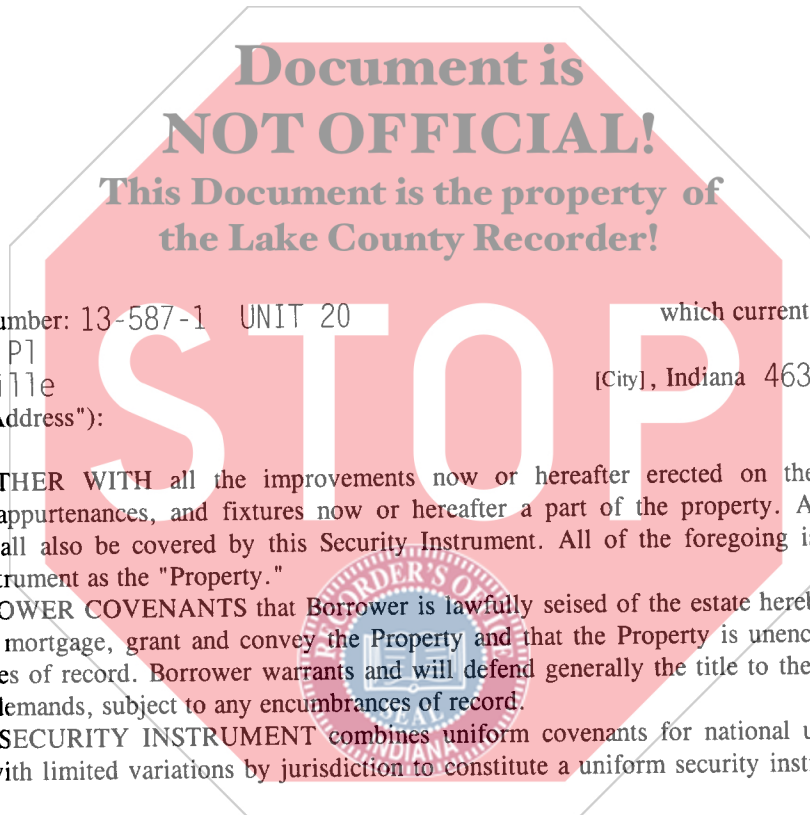 Document is
NOT OFFICIAL!
This Document is the property of
the Lake County Recorder!
umber: 13-587-1 UNIT 20 which current
Pl
ille [City], Indiana 463
Address"):
STOP
THER WITH all the improvements now or hereafter erected on the
appurtenances, and fixtures now or hereafter a part of the property. A
all also be covered by this Security Instrument. All of the foregoing is
trument as the "Property."
OWER COVENANTS that Borrower is lawfully seised of the estate hereb
mortgage, grant and convey the Property and that the Property is unenc
es of record. Borrower warrants and will defend generally the title to the
demands, subject to any encumbrances of record.
SECURITY INSTRUMENT combines uniform covenants for national u
with limited variations by jurisdiction to constitute a uniform security inst
RECORDER'S OF
SEAL
INDIANA